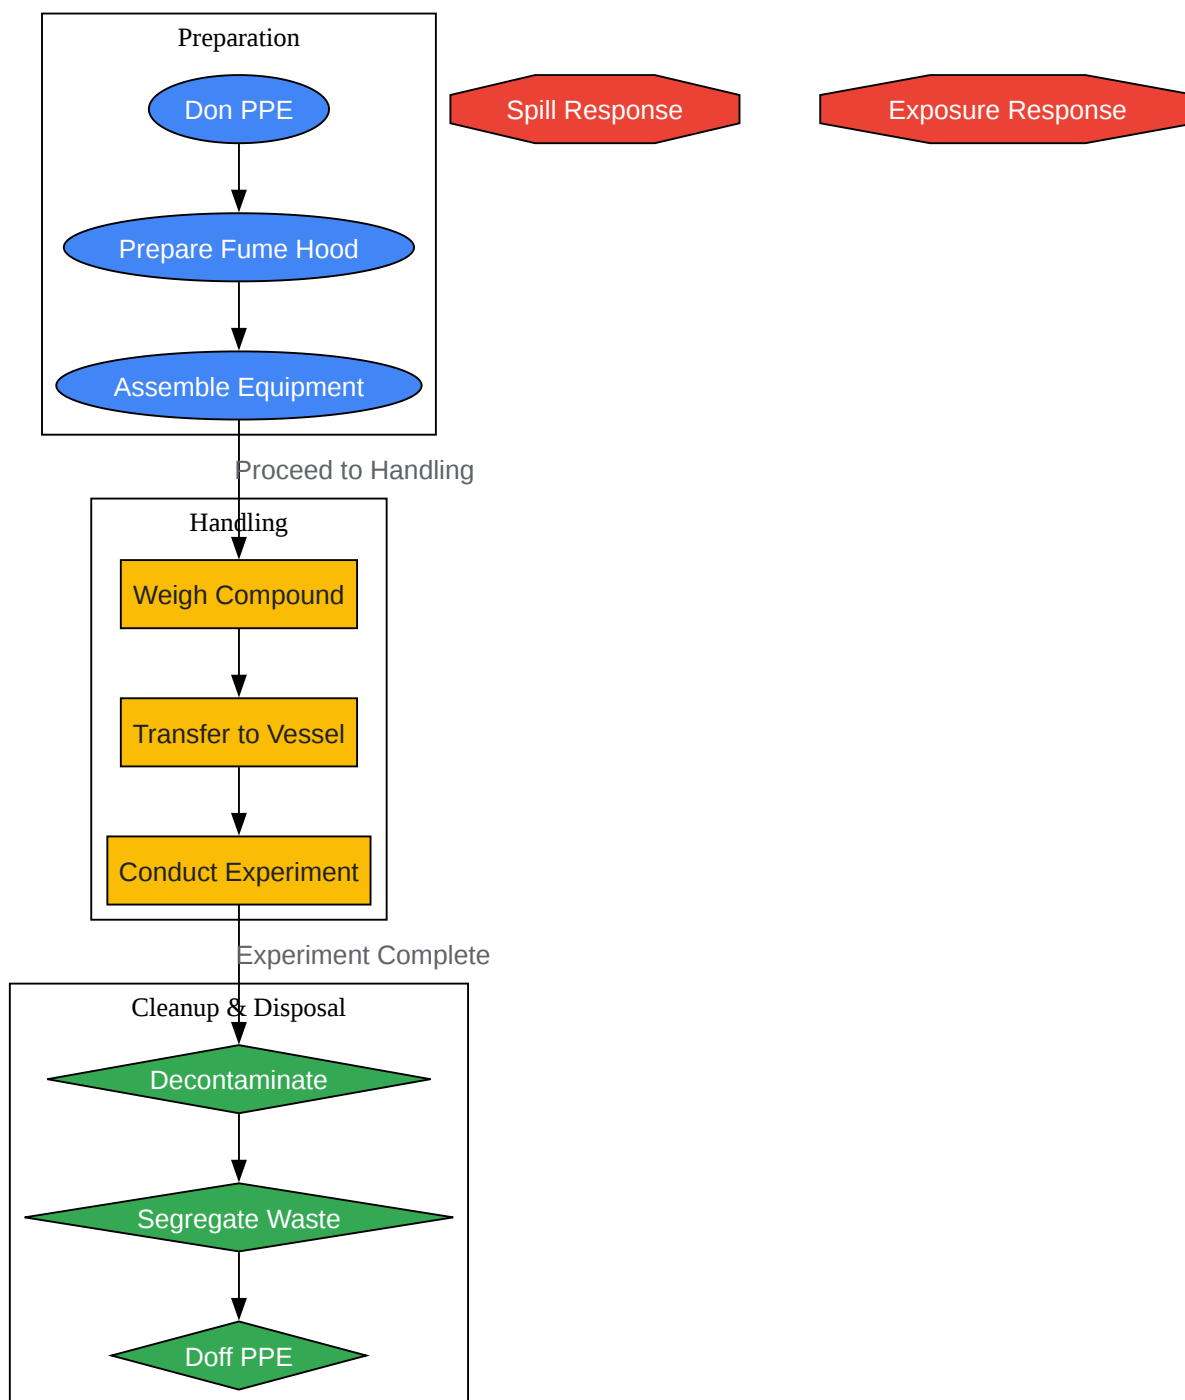 Preparation
Don PPE
Spill Response
Exposure Response
Prepare Fume Hood
Assemble Equipment
Proceed to Handling
Handling
Weigh Compound
Transfer to Vessel
Conduct Experiment
Experiment Complete
Cleanup & Disposal
Decontaminate
Segregate Waste
Doff PPE